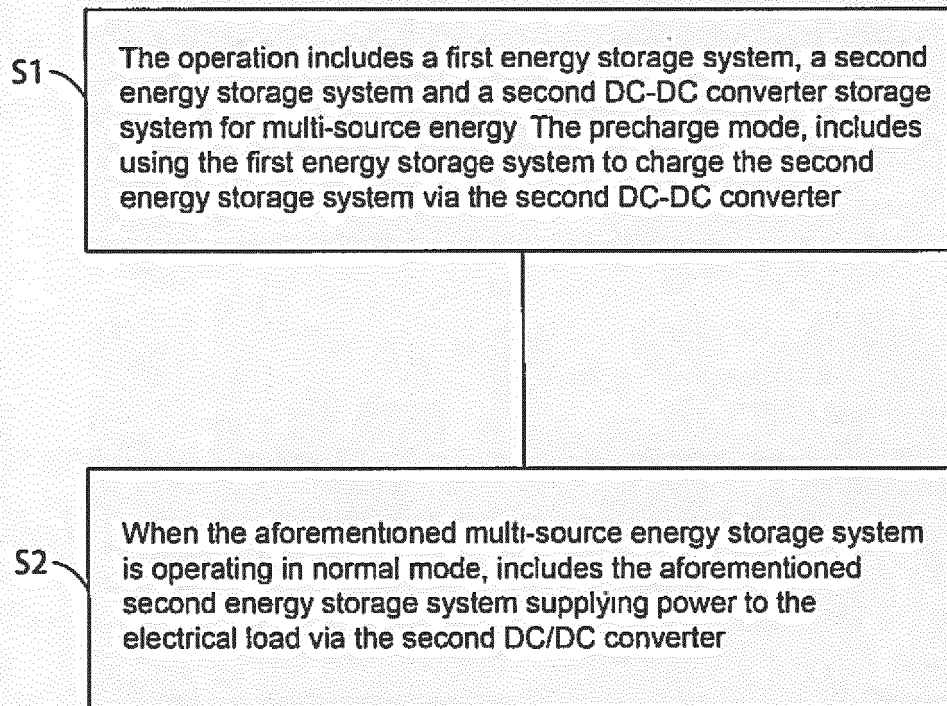 S1
The operation includes a first energy storage system, a second
energy storage system and a second DC-DC converter storage
system for multi-source energy The precharge mode, includes
using the first energy storage system to charge the second
energy storage system via the second DC-DC converter
S2
When the aforementioned multi-source energy storage system
is operating in normal mode, includes the aforementioned
second energy storage system supplying power to the
electrical load via the second DC/DC converter